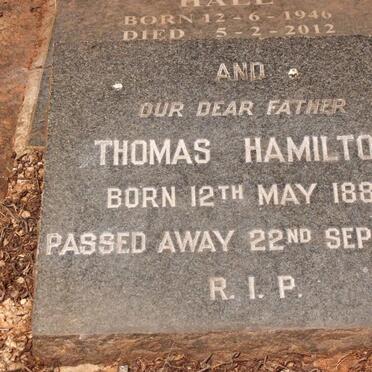 HALL
BORN 12-6-1946
DIED 5-2-2012
AND
OUR DEAR FATHER
THOMAS HAMILTO
BORN 12TH MAY 188
PASSED AWAY 22ND SEP
R. I. P.